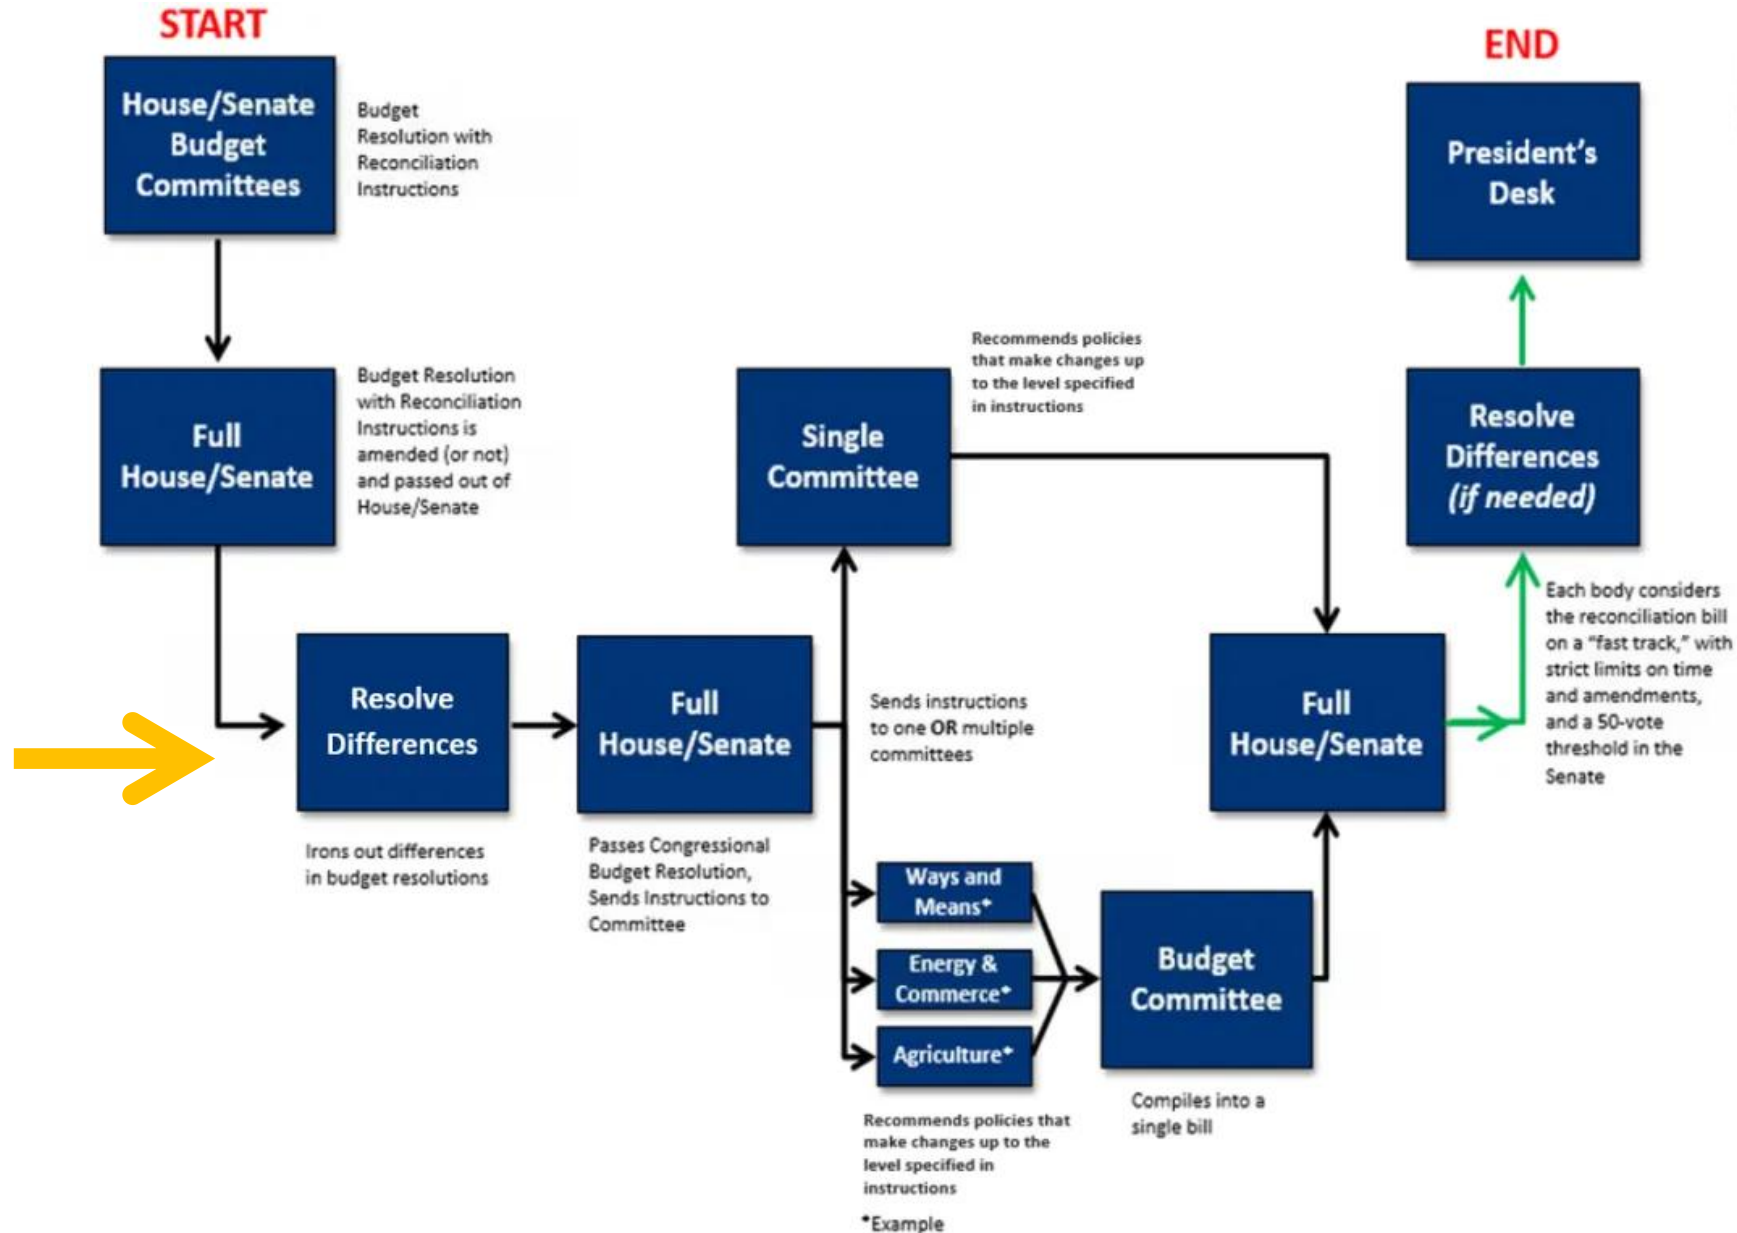 START
House/Senate
Budget
Committees
Budget
Resolution with
Reconciliation
Instructions
Full
House/Senate
Budget Resolution
with Reconciliation
Instructions is
amended (or not)
and passed out of
House/Senate
Resolve
Differences
Irons out differences
in budget resolutions
Full
House/Senate
Passes Congressional
Budget Resolution,
Sends Instructions to
Committee
Sends instructions
to one OR multiple
committees
Single
Committee
Recommends policies
that make changes up
to the level specified
in instructions
Ways and
Means*
Energy &
Commerce*
Agriculture*
Recommends policies that
make changes up to the
level specified in
instructions
*Example
Budget
Committee
Compiles into a
single bill
Full
House/Senate
Each body considers
the reconciliation bill
on a “fast track,” with
strict limits on time
and amendments,
and a 50-vote
threshold in the
Senate
Resolve
Differences
(if needed)
END
President’s
Desk